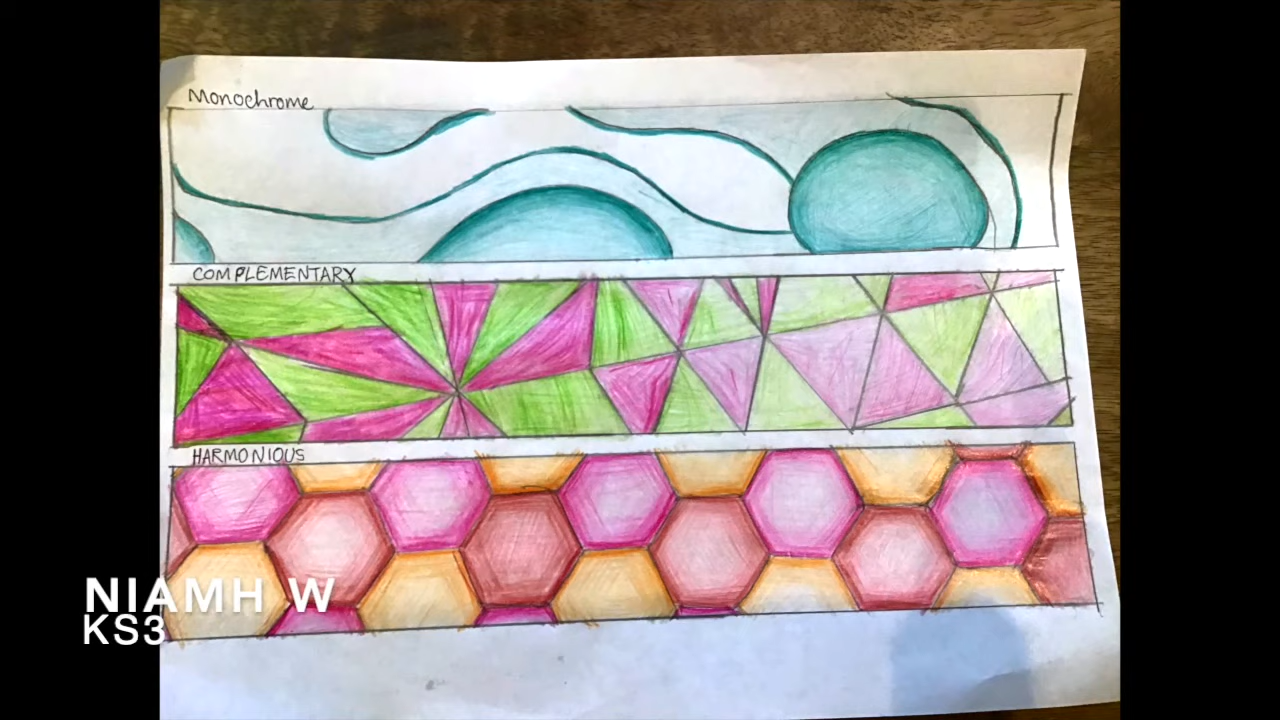 Monochrome
COMPLEMENTARY
HARMONIOUS
NIAMH W
KS3